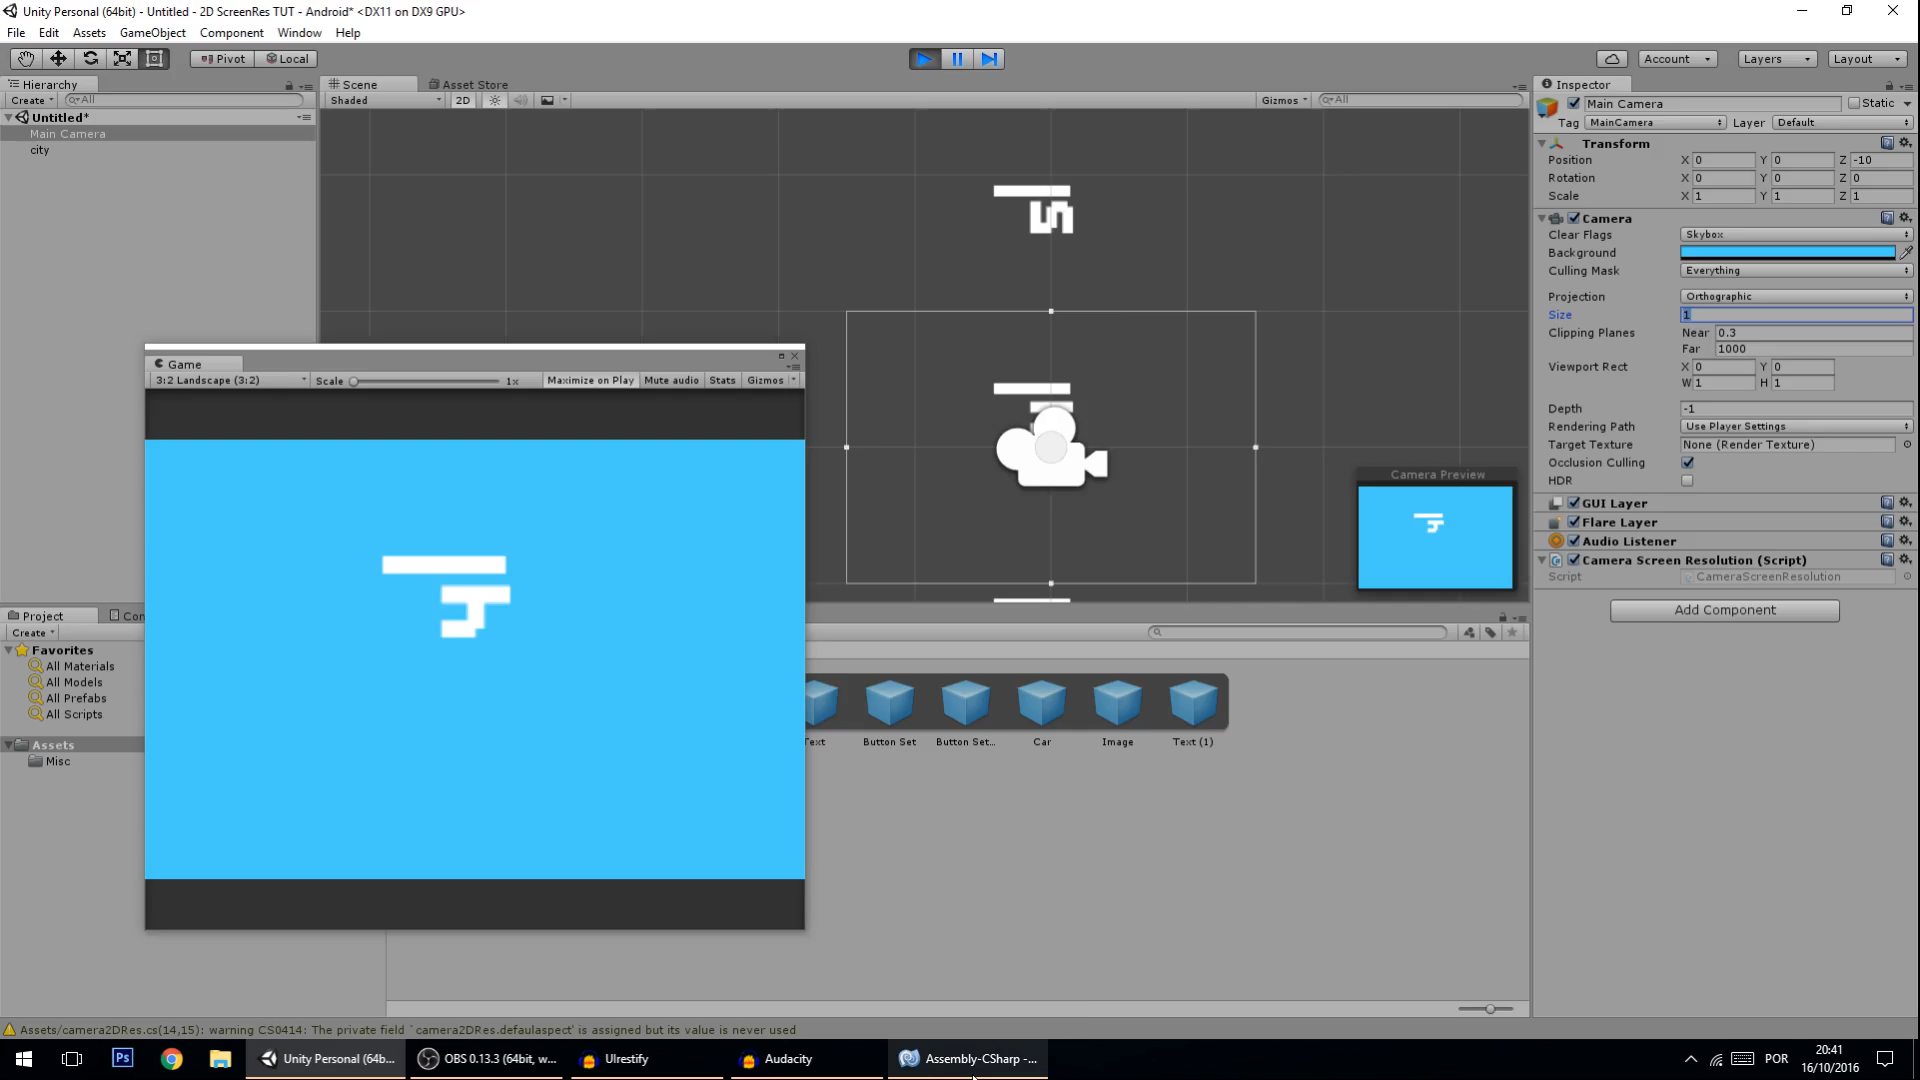 Unity Personal (64bit) - Untitled - 2D ScreenRes TUT - Android* <DX11 on DX9 GPU>
File Edit Assets GameObject Component Window Help
Pivot Local Account Layers Layout
Hierarchy
Create All
Untitled*
Main Camera
city
Scene Asset Store
Shaded 2D Gizmos All
Inspector
Main Camera Static
Tag MainCamera Layer Default
Transform
Position X 0 Y 0 Z -10
Rotation X 0 Y 0 Z 0
Scale X 1 Y 1 Z 1
Camera
Clear Flags Skybox
Background
Culling Mask Everything
Projection Orthographic
Size 1
Clipping Planes Near 0.3
Far 1000
Viewport Rect X 0 Y 0
W 1 H 1
Depth -1
Rendering Path Use Player Settings
Target Texture None (Render Texture)
Occlusion Culling
HDR
GUI Layer
Flare Layer
Audio Listener
Camera Screen Resolution (Script)
Script CameraScreenResolution
Add Component
Camera Preview
Game
3:2 Landscape (3:2) Scale 1x Maximize on Play Mute audio Stats Gizmos
Project Con
Create
Favorites
All Materials
All Models
All Prefabs
All Scripts
Assets
Misc
Text Button Set Button Set... Car Image Text (1)
Assets/camera2DRes.cs(14,15): warning CS0414: The private field `camera2DRes.defaulaspect' is assigned but its value is never used
Ps Unity Personal (64b... OBS 0.13.3 (64bit, w... UIrestify Audacity Assembly-CSharp -... POR
20:41
16/10/2016